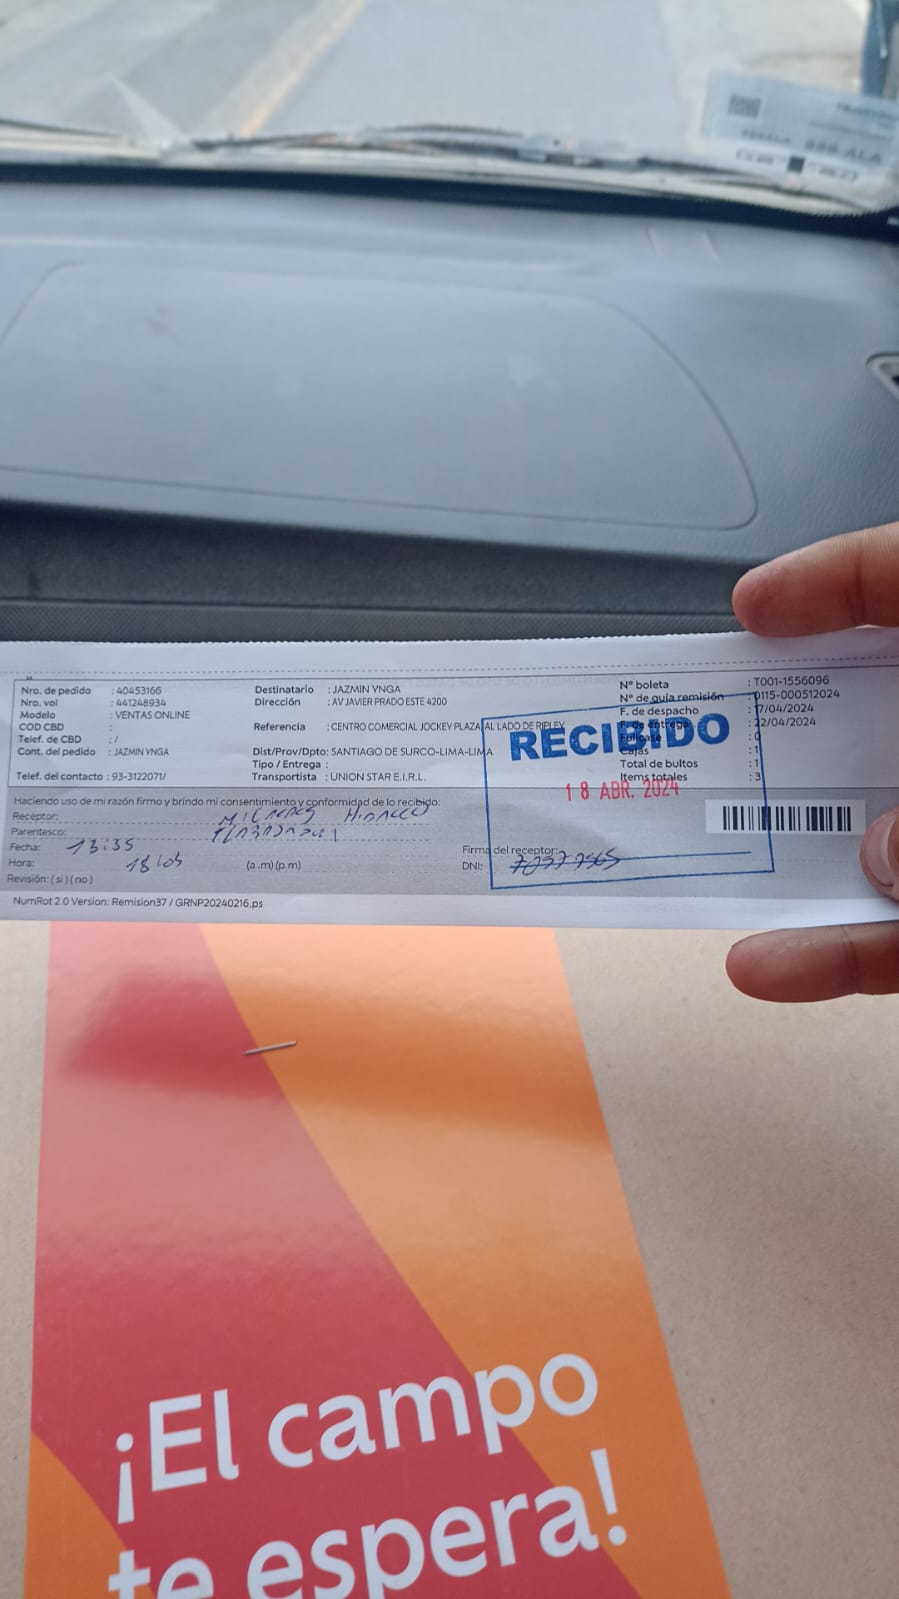 Nro. de pedido : 40453166
Nro. vol : 441248934
Modelo : VENTAS ONLINE
COD CBD :
Telef. de CBD : /
Cont. del pedido : JAZMIN YNGA
Telef. del contacto : 93-3122071/
Destinatario : JAZMIN YNGA
Dirección : AV JAVIER PRADO ESTE 4200
Referencia : CENTRO COMERCIAL JOCKEY PLAZA AL LADO DE RIPLEY
Dist/Prov/Dpto: SANTIAGO DE SURCO-LIMA-LIMA
Tipo / Entrega :
Transportista : UNION STAR E.I.R.L.
Nº boleta : T001-1556096
Nº de guía remisión : 0115-000512024
F. de despacho : 17/04/2024
F. de entrega : 22/04/2024
: 0
Cajas : 1
Total de bultos : 1
Items totales : 3
RECIBIDO
18 ABR. 2024
Haciendo uso de mi razón firmo y brindo mi consentimiento y conformidad de lo recibido:
Receptor: Hidalgo
Parentesco:
Fecha: 13:35
Hora: 18/04 (a.m) (p.m)
Revisión: ( si ) ( no )
Firma del receptor:
DNI:
NumRot 2.0 Version: Remision37 / GRNP20240216.ps
¡El campo
te espera!